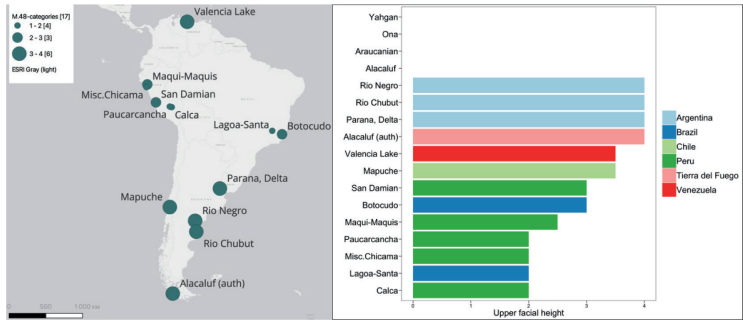 M.48-categories [17]
1 - 2 [4]
2 - 3 [3]
3 - 4 [6]
ESRI Gray (light)
Valencia Lake
Maqui-Maquis
Misc.Chicama
San Damian
Paucarcancha
Calca
Lagoa-Santa
Botocudo
Parana, Delta
Mapuche
Rio Negro
Rio Chubut
Alacaluf (auth)
0 500 1 000 км
Yahgan
Ona
Araucanian
Alacaluf
Rio Negro
Rio Chubut
Parana, Delta
Alacaluf (auth)
Valencia Lake
Mapuche
San Damian
Botocudo
Maqui-Maquis
Paucarcancha
Misc.Chicama
Lagoa-Santa
Calca
0 1 2 3 4
Upper facial height
Argentina
Brazil
Chile
Peru
Tierra del Fuego
Venezuela